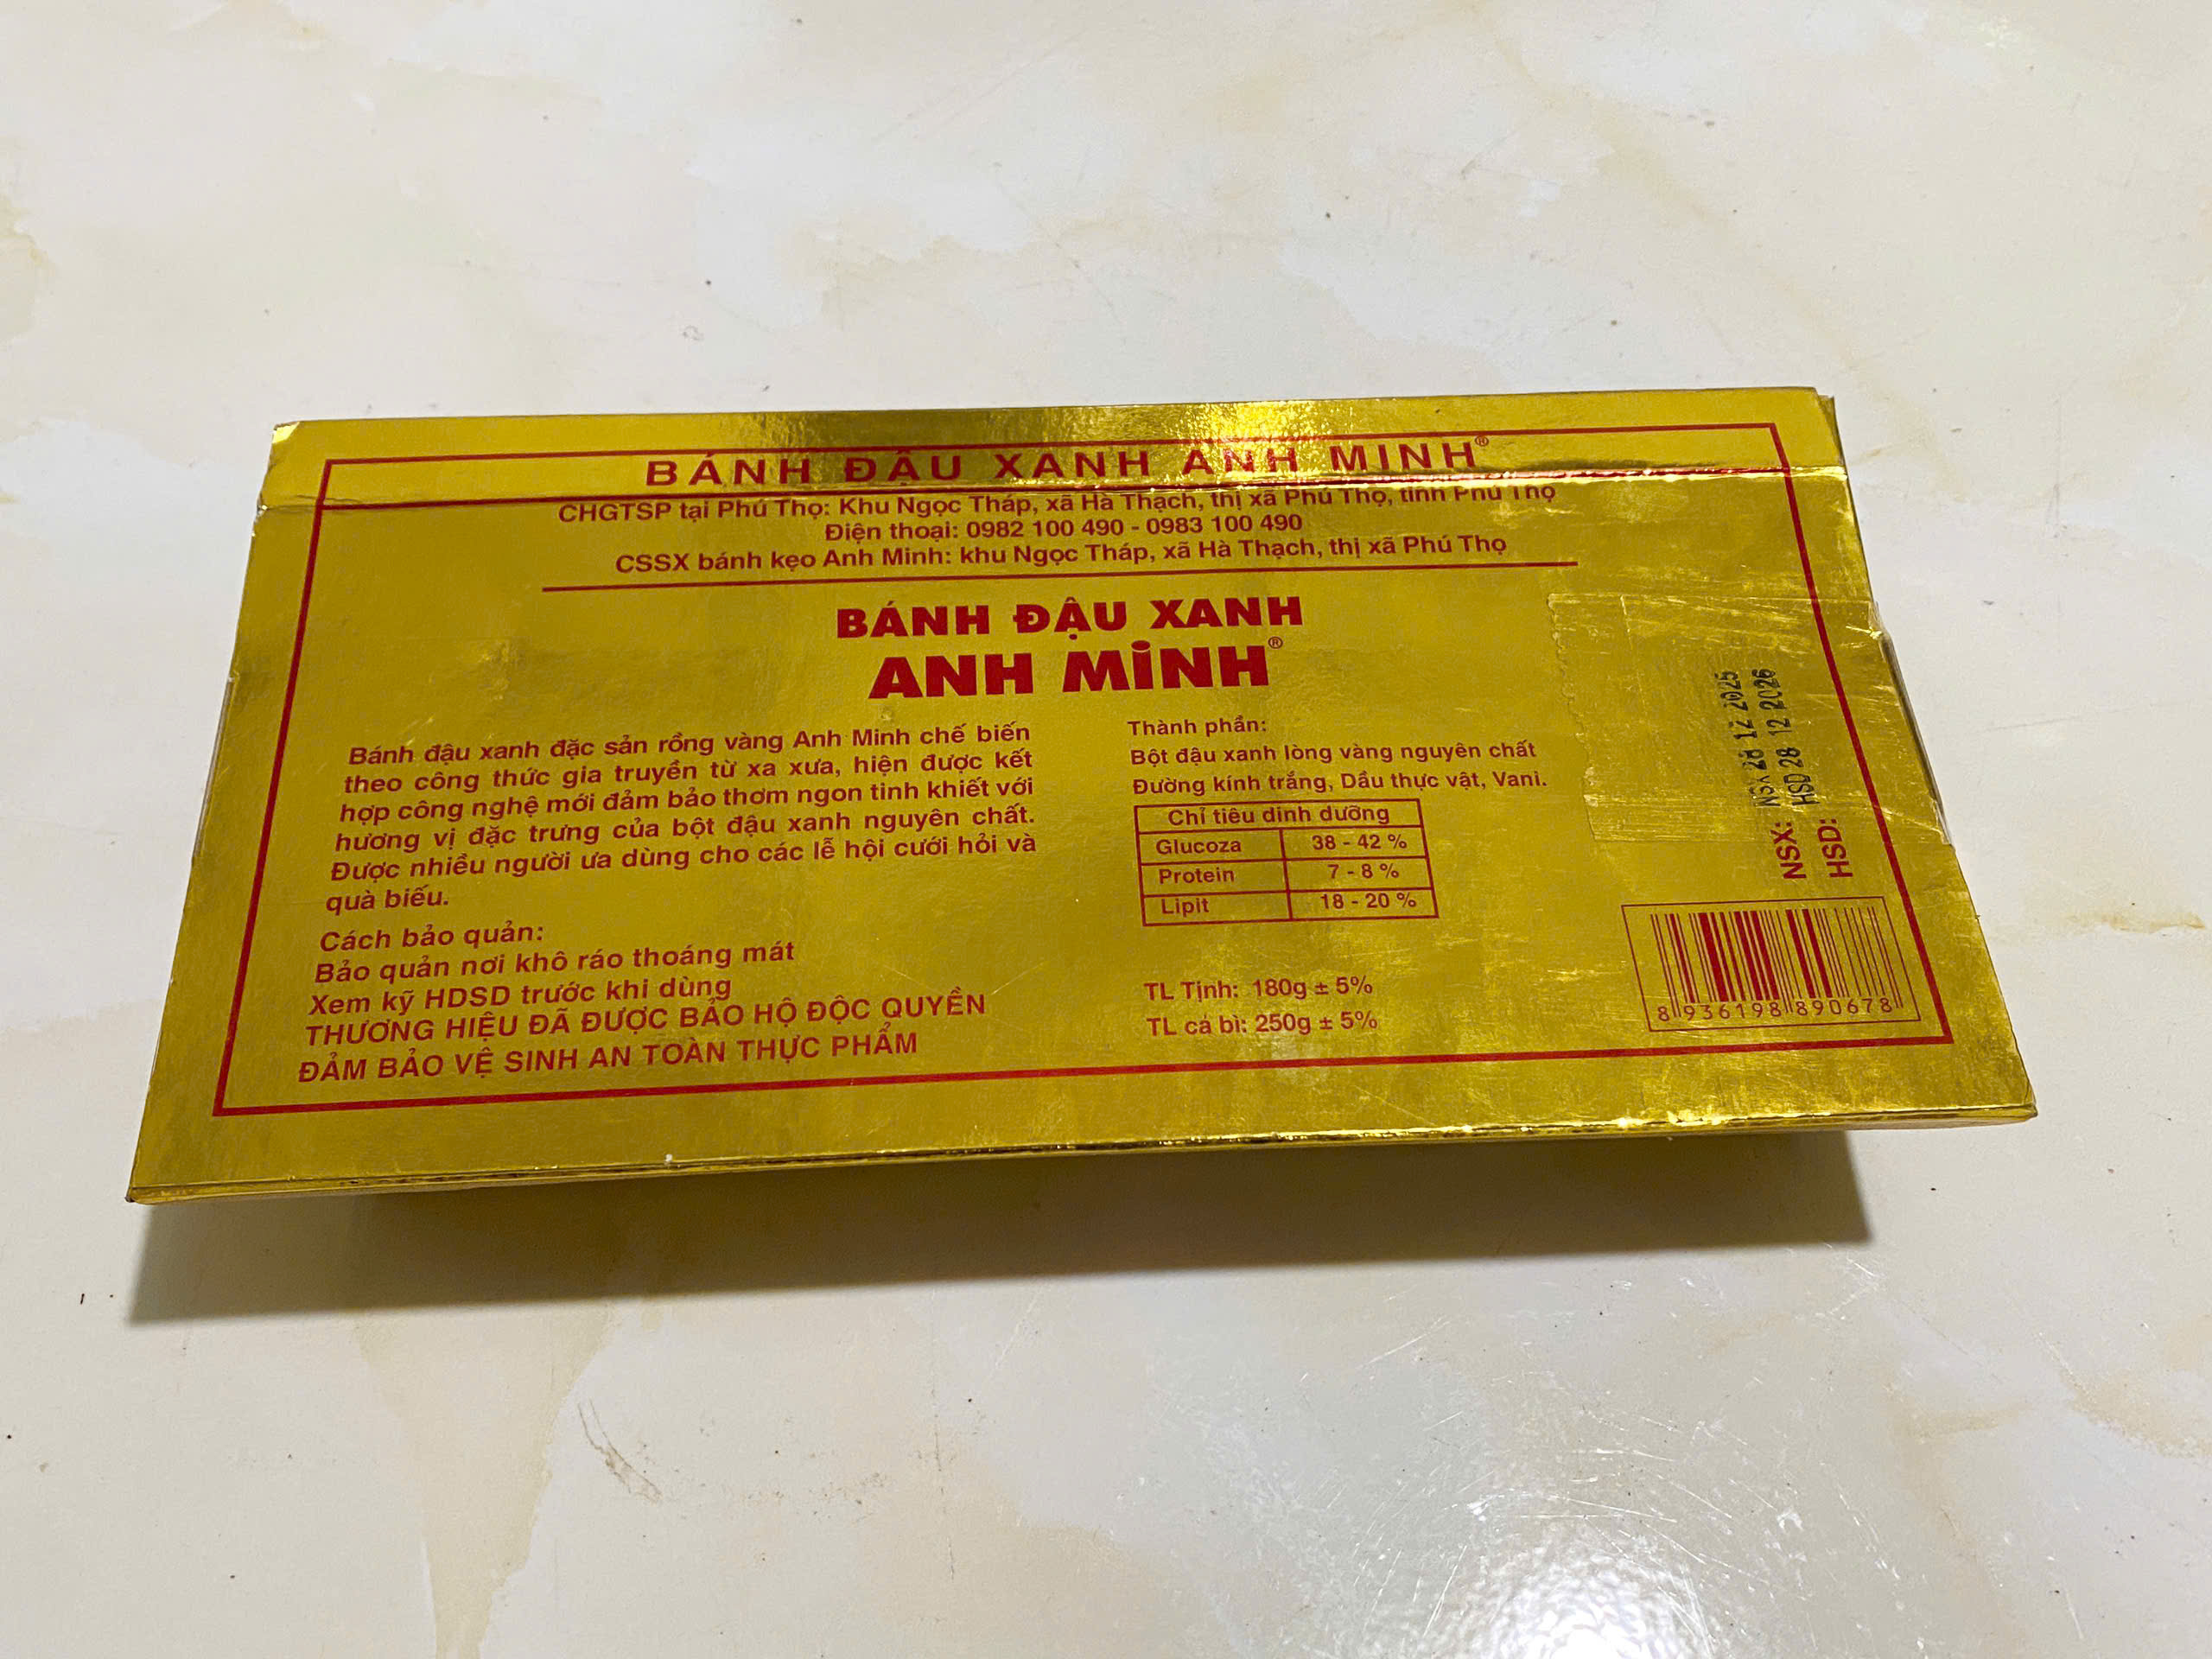 BÁNH ĐẬU XANH ANH MINH®
CHGTSP tại Phú Thọ: Khu Ngọc Tháp, xã Hà Thạch, thị xã Phú Thọ, tỉnh Phú Thọ
Điện thoại: 0982 100 490 - 0983 100 490
CSSX bánh kẹo Anh Minh: khu Ngọc Tháp, xã Hà Thạch, thị xã Phú Thọ
BÁNH ĐẬU XANH
ANH MINH®
Bánh đậu xanh đặc sản rồng vàng Anh Minh chế biến
theo công thức gia truyền từ xa xưa, hiện được kết
hợp công nghệ mới đảm bảo thơm ngon tinh khiết với
hương vị đặc trưng của bột đậu xanh nguyên chất.
Được nhiều người ưa dùng cho các lễ hội cưới hỏi và
quà biếu.
Cách bảo quản:
Bảo quản nơi khô ráo thoáng mát
Xem kỹ HDSD trước khi dùng
THƯƠNG HIỆU ĐÃ ĐƯỢC BẢO HỘ ĐỘC QUYỀN
ĐẢM BẢO VỆ SINH AN TOÀN THỰC PHẨM
Thành phần:
Bột đậu xanh lòng vàng nguyên chất
Đường kính trắng, Dầu thực vật, Vani.
Chỉ tiêu dinh dưỡng
Glucoza 38 - 42 %
Protein 7 - 8 %
Lipit 18 - 20 %
TL Tịnh: 180g ± 5%
TL cả bì: 250g ± 5%
NSX: NSX 28 12 2025
HSD: HSD 28 12 2026
8 936198 890678